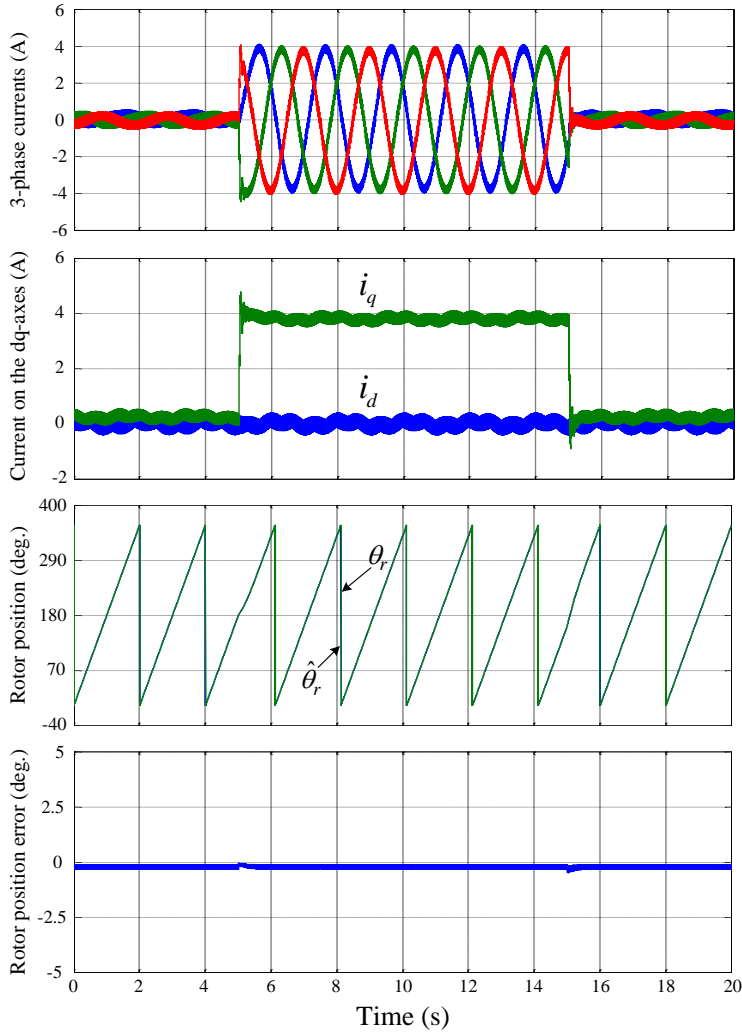 3-phase currents (A)
6
4
2
0
-2
-4
-6
Current on the dq-axes (A)
6
4
2
0
-2
i_q
i_d
Rotor position (deg.)
400
290
180
70
-40
θ_r
θ̂_r
Rotor position error (deg.)
5
2.5
0
-2.5
-5
0 2 4 6 8 10 12 14 16 18 20
Time (s)